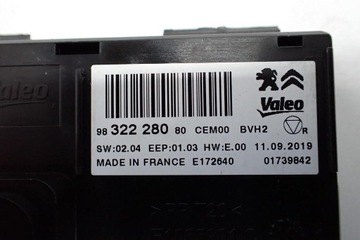 Valeo
Valeo
98 322 280 80 CEM00 BVH2 R
SW:02.04 EEP:01.03 HW:E.00 11.09.2019
MADE IN FRANCE E172640 01739842